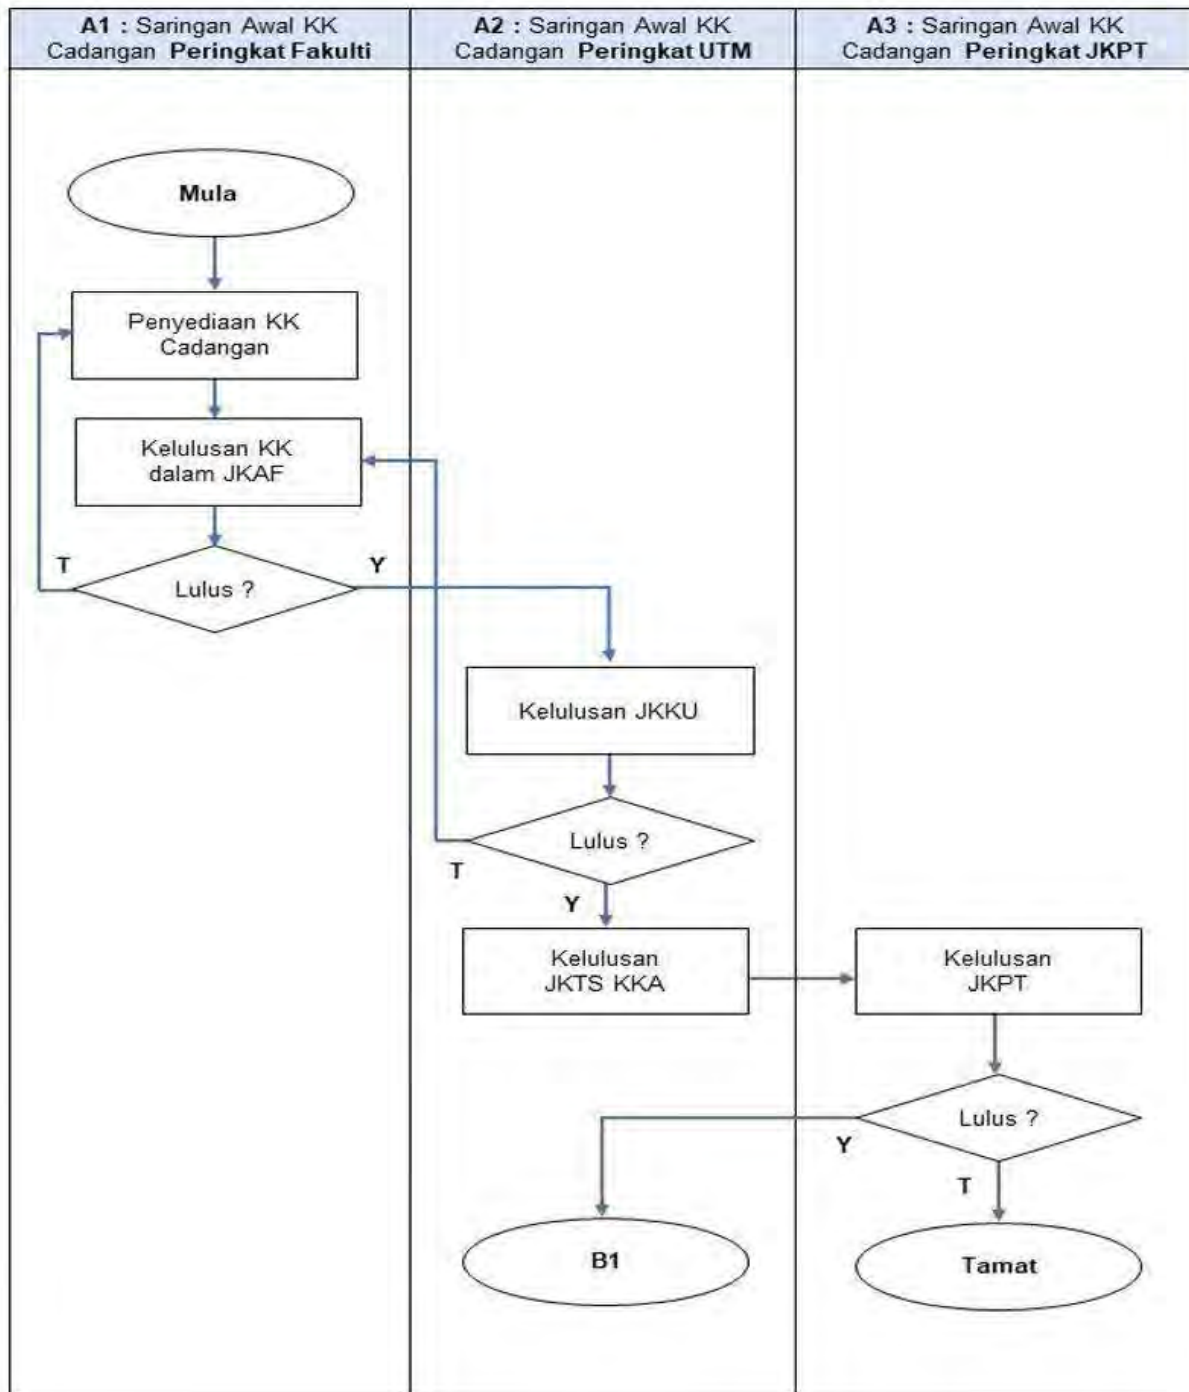 A1 : Saringan Awal KK
Cadangan Peringkat Fakulti
A2 : Saringan Awal KK
Cadangan Peringkat UTM
A3 : Saringan Awal KK
Cadangan Peringkat JKPT
Mula
Penyediaan KK
Cadangan
Kelulusan KK
dalam JKAF
T
Lulus ?
Y
Kelulusan JKKU
Lulus ?
T
Y
Kelulusan
JKTS KKA
Kelulusan
JKPT
Lulus ?
Y
T
B1
Tamat